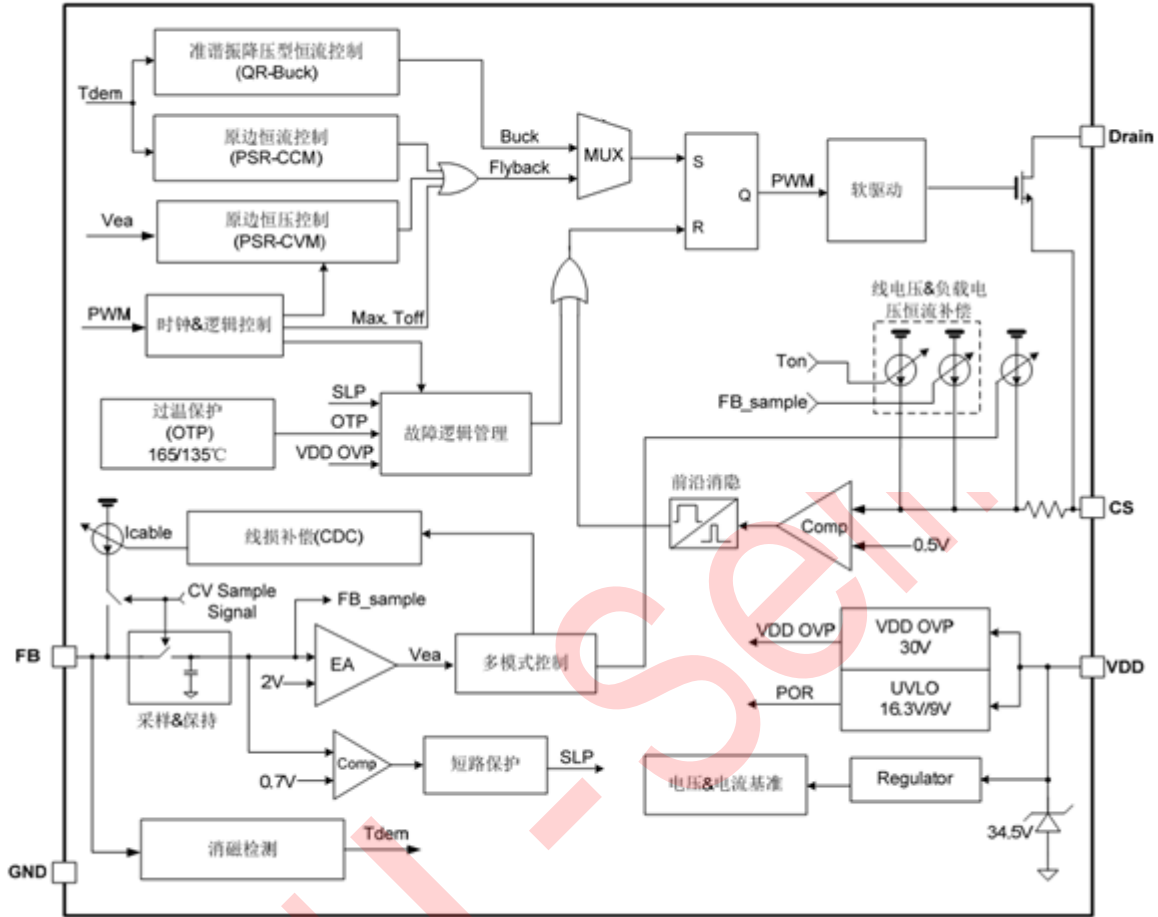 准谐振降压型恒流控制
(QR-Buck)
Tdem
原边恒流控制
(PSR-CCM)
Buck
Flyback
MUX
S
R
Q
PWM
软驱动
Drain
Vea
原边恒压控制
(PSR-CVM)
PWM
时钟&逻辑控制
Max. Toff
线电压&负载电
压恒流补偿
Ton
FB_sample
过温保护
(OTP)
165/135℃
SLP
OTP
VDD OVP
故障逻辑管理
前沿消隐
Comp
0.5V
CS
Icable
线损补偿(CDC)
CV Sample
Signal
FB_sample
FB
采样&保持
2V
EA
Vea
多模式控制
VDD OVP
VDD OVP
30V
POR
UVLO
16.3V/9V
VDD
0.7V
Comp
短路保护
SLP
电压&电流基准
Regulator
34.5V
消磁检测
Tdem
GND